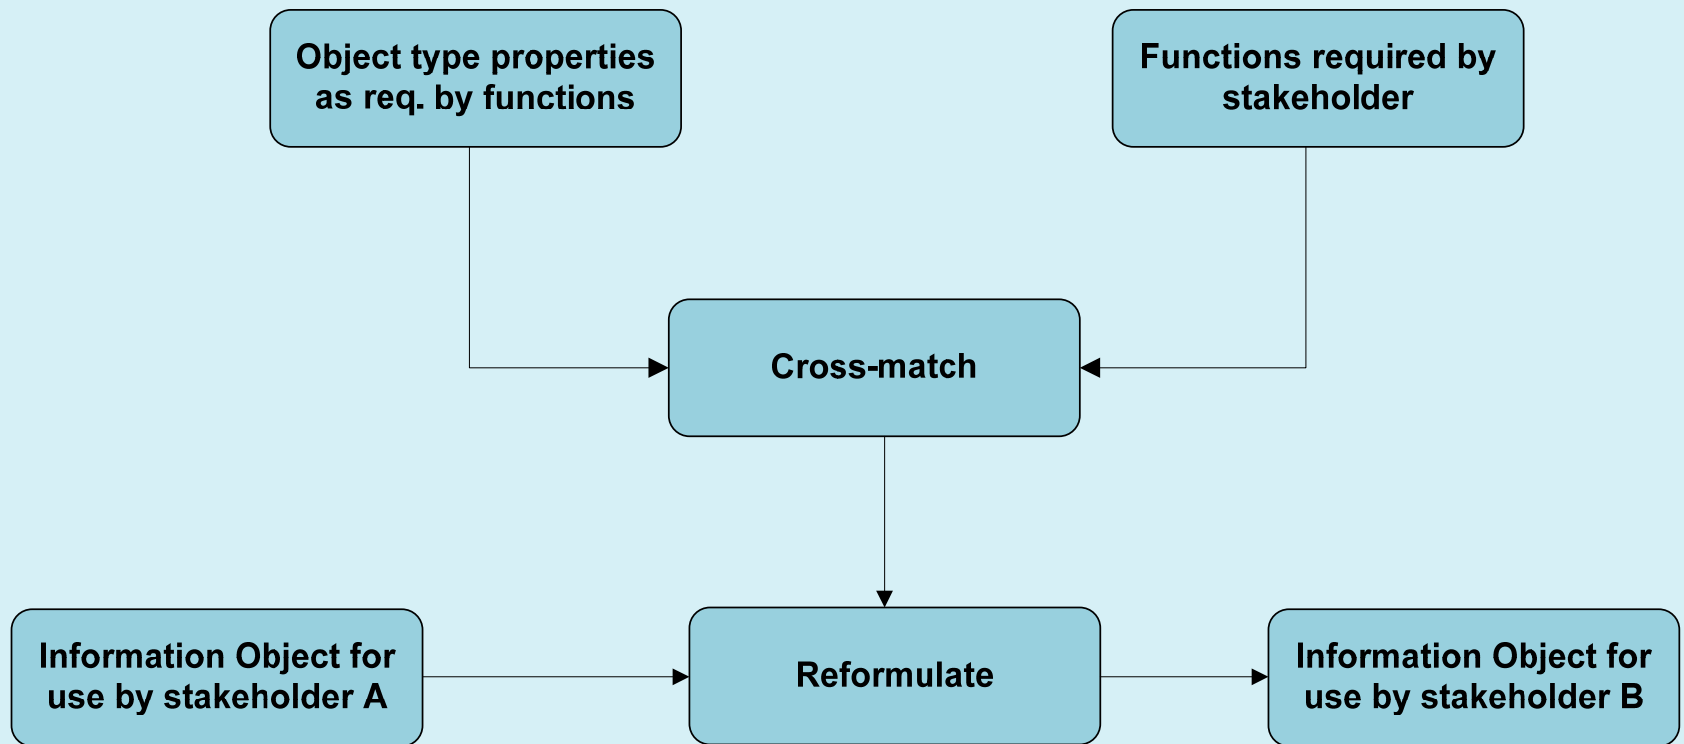 Object type properties
as req. by functions
Functions required by
stakeholder
Cross-match
Information Object for
use by stakeholder A
Reformulate
Information Object for
use by stakeholder B